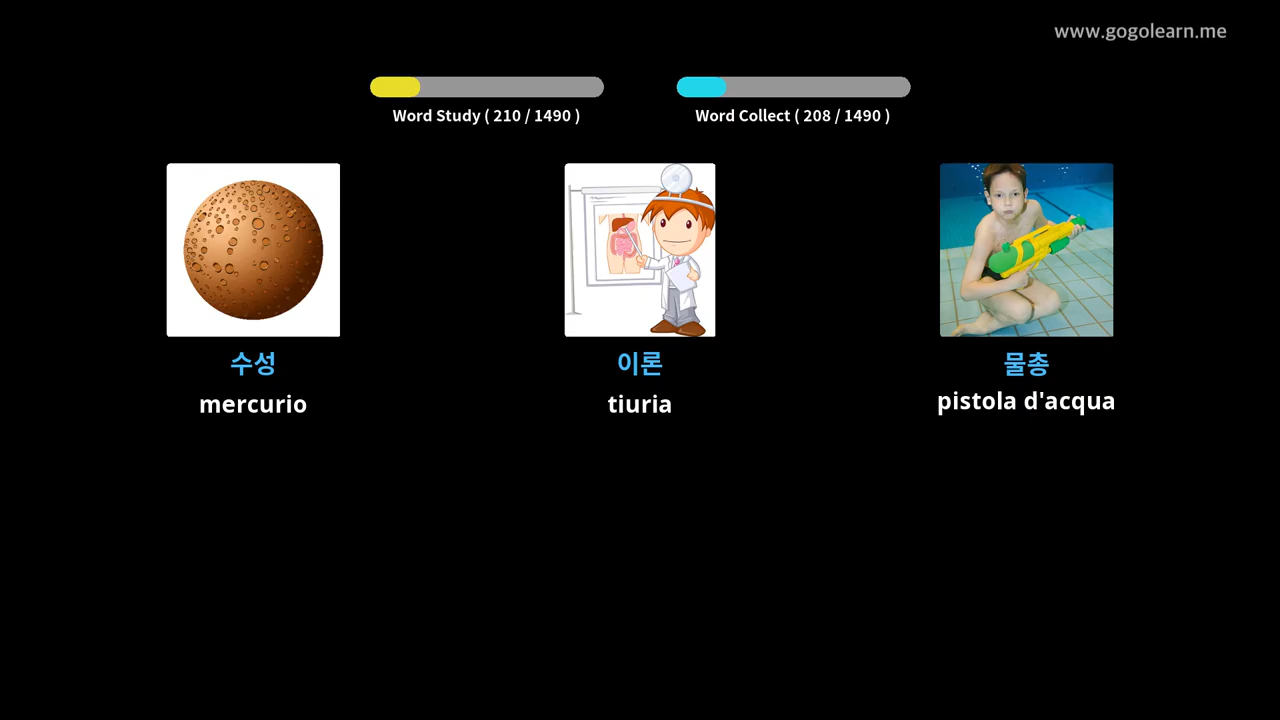 www.gogolearn.me
Word Study ( 210 / 1490 )
Word Collect ( 208 / 1490 )
수성
이론
물총
mercurio
tiuria
pistola d'acqua